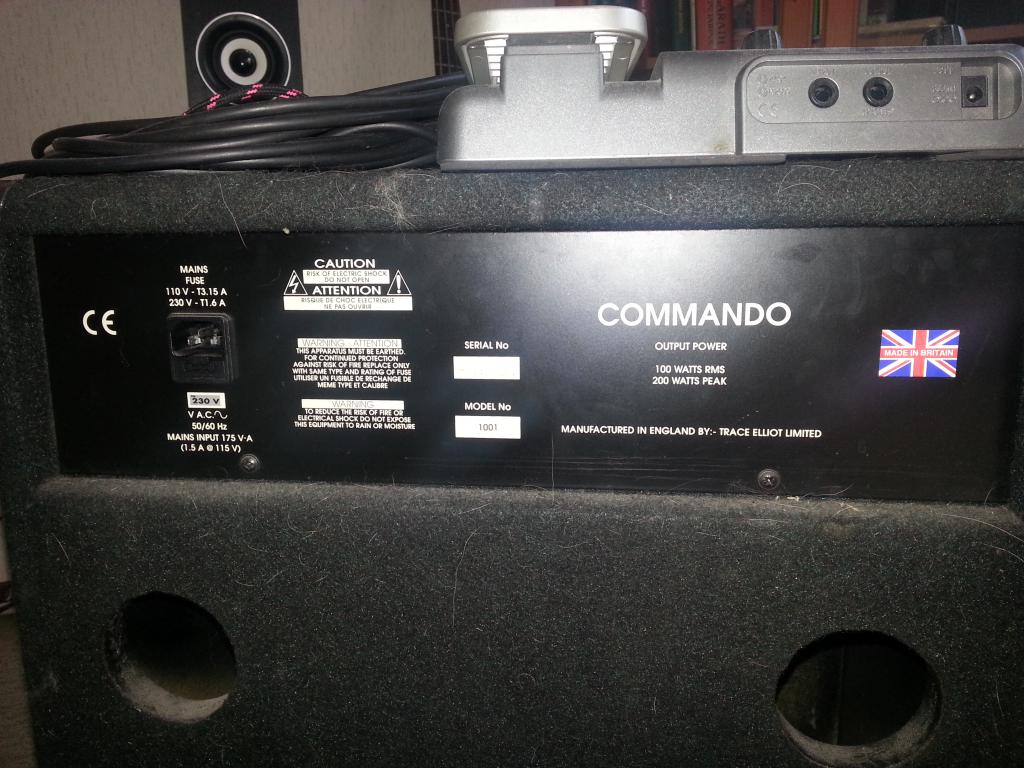 MAINS
FUSE
110 V - T3.15 A
230 V - T1.6 A
CE
230 V
V A.C.
50/60 Hz
MAINS INPUT 175 V·A
(1.5 A @ 115 V)
CAUTION
RISK OF ELECTRIC SHOCK
DO NOT OPEN
ATTENTION
RISQUE DE CHOC ELECTRIQUE
NE PAS OUVRIR
WARNING ATTENTION
THIS APPARATUS MUST BE EARTHED.
FOR CONTINUED PROTECTION
AGAINST RISK OF FIRE REPLACE ONLY
WITH SAME TYPE AND RATING OF FUSE
UTILISER UN FUSIBLE DE RECHANGE DE
MEME TYPE ET CALIBRE
WARNING
TO REDUCE THE RISK OF FIRE OR
ELECTRICAL SHOCK DO NOT EXPOSE
THIS EQUIPMENT TO RAIN OR MOISTURE
SERIAL No
MODEL No
1001
COMMANDO
OUTPUT POWER
100 WATTS RMS
200 WATTS PEAK
MANUFACTURED IN ENGLAND BY:- TRACE ELLIOT LIMITED
MADE IN BRITAIN